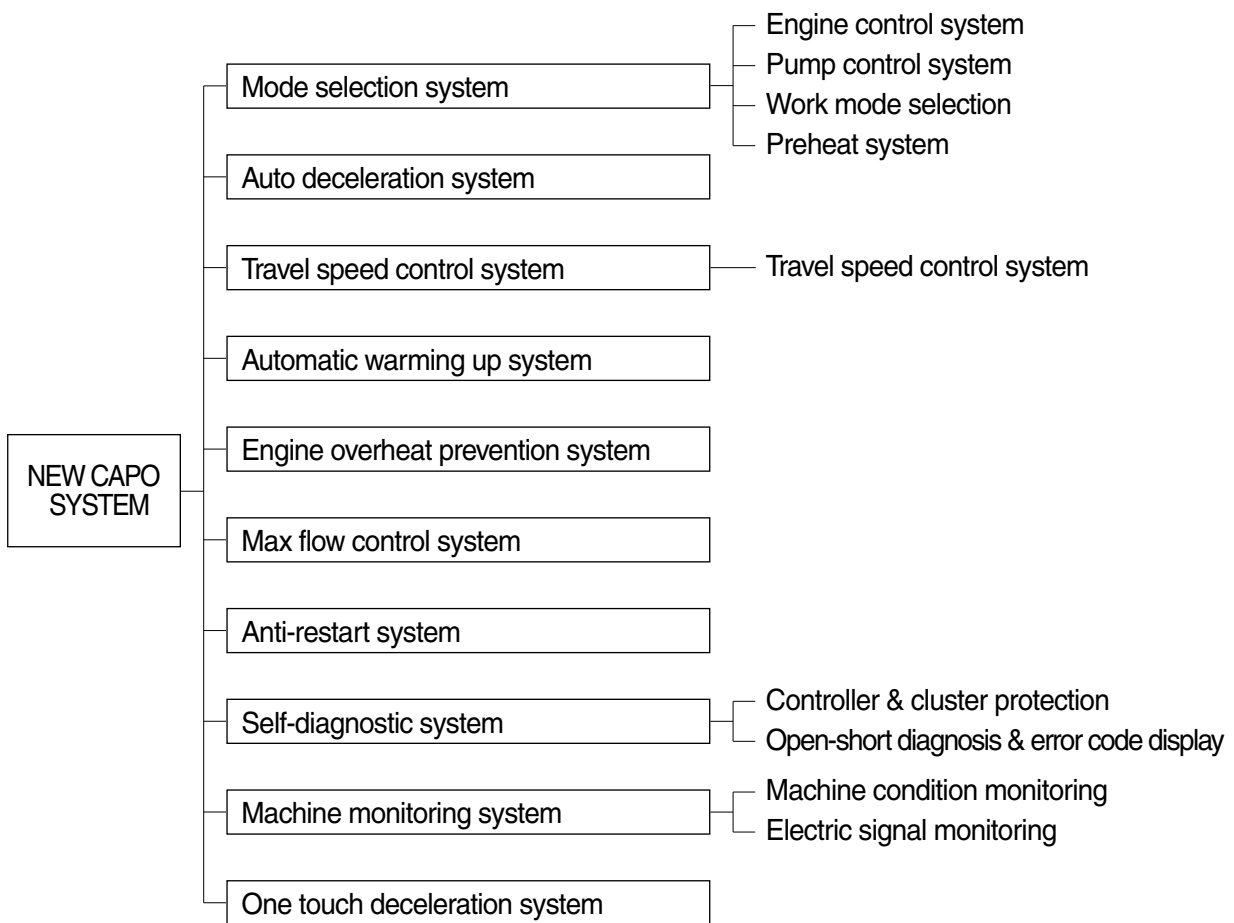 Engine control system
Pump control system
Mode selection system
Work mode selection
Preheat system
Auto deceleration system
Travel speed control system
Travel speed control system
Automatic warming up system
Engine overheat prevention system
NEW CAPO
SYSTEM
Max flow control system
Anti-restart system
Controller & cluster protection
Self-diagnostic system
Open-short diagnosis & error code display
Machine condition monitoring
Machine monitoring system
Electric signal monitoring
One touch deceleration system